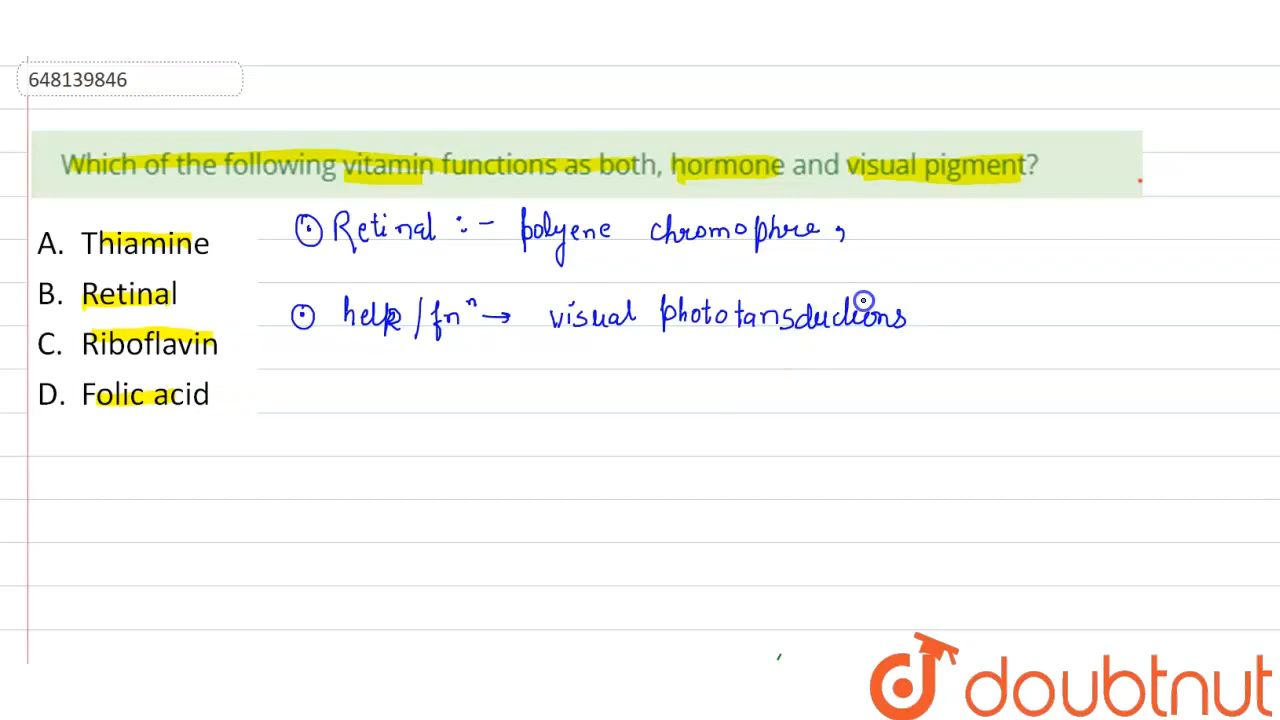 648139846
Which of the following vitamin functions as both, hormone and visual pigment?
A. Thiamine
B. Retinal
C. Riboflavin
D. Folic acid
Retinal :- polyene chromophre,
help/fnⁿ → visual phototansductions
doubtnut